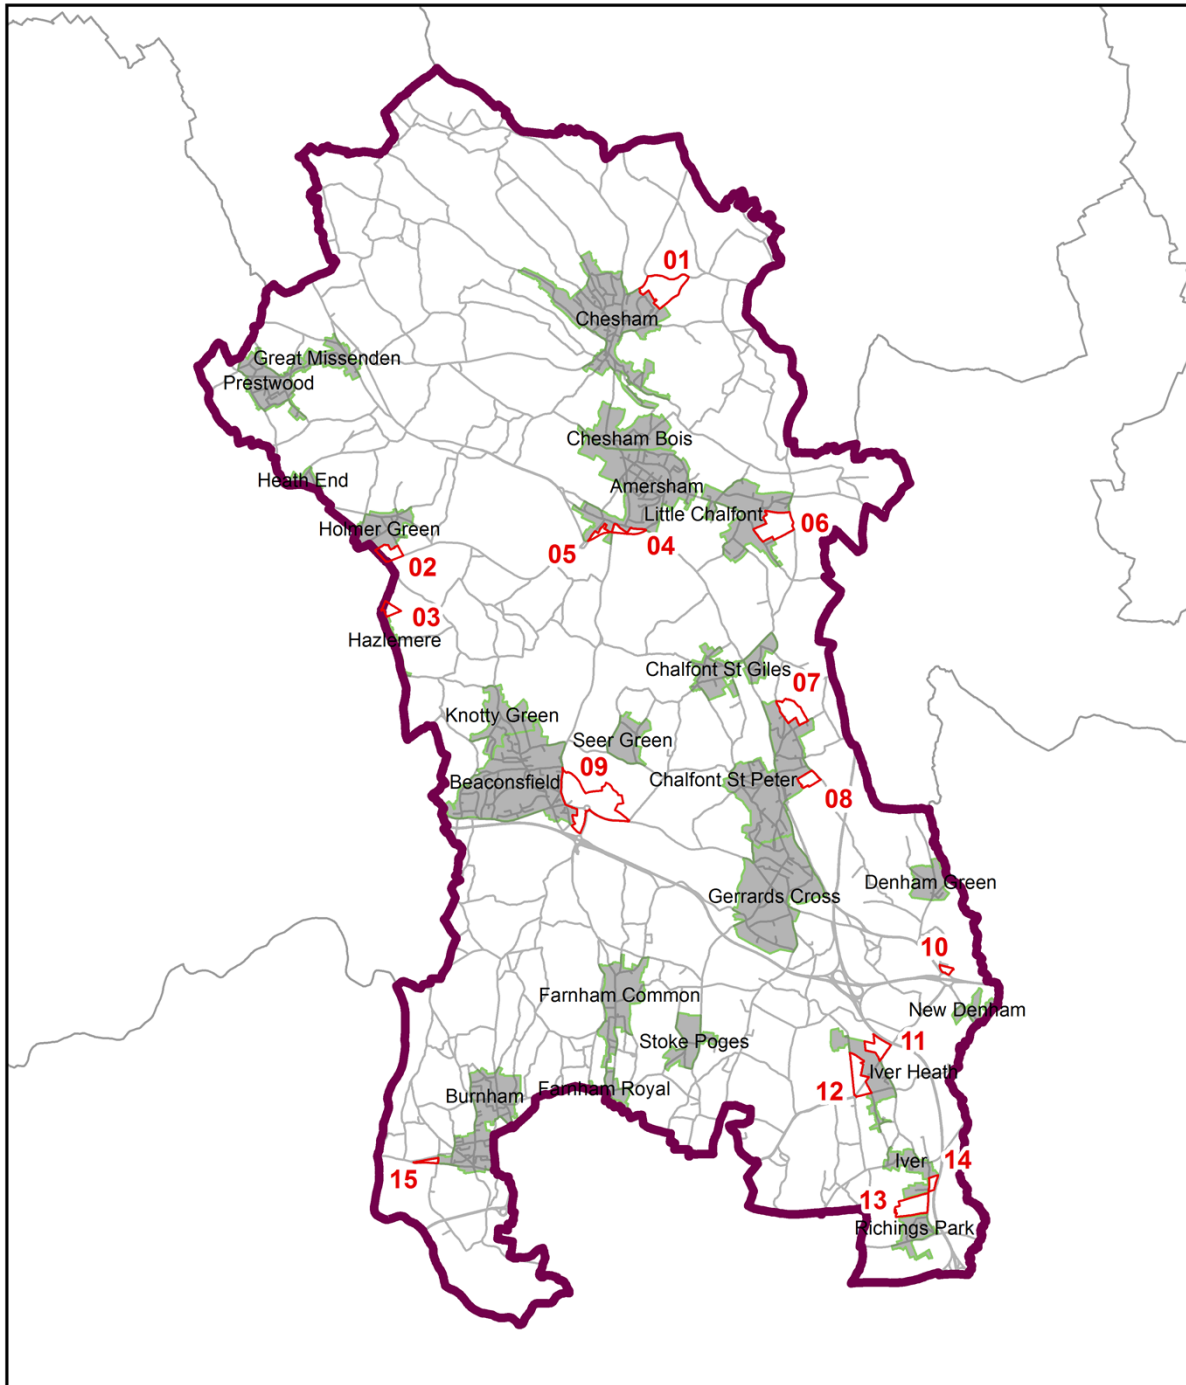 01
Chesham
Great Missenden
Prestwood
Chesham Bois
Heath End
Amersham
Little Chalfont
Holmer Green
06
05
04
02
03
Hazlemere
Chalfont St Giles
07
Knotty Green
Seer Green
09
Beaconsfield
Chalfont St Peter
08
Denham Green
Gerrards Cross
10
Farnham Common
New Denham
Stoke Poges
11
Iver Heath
12
Farnham Royal
Burnham
Iver
14
15
13
Richings Park